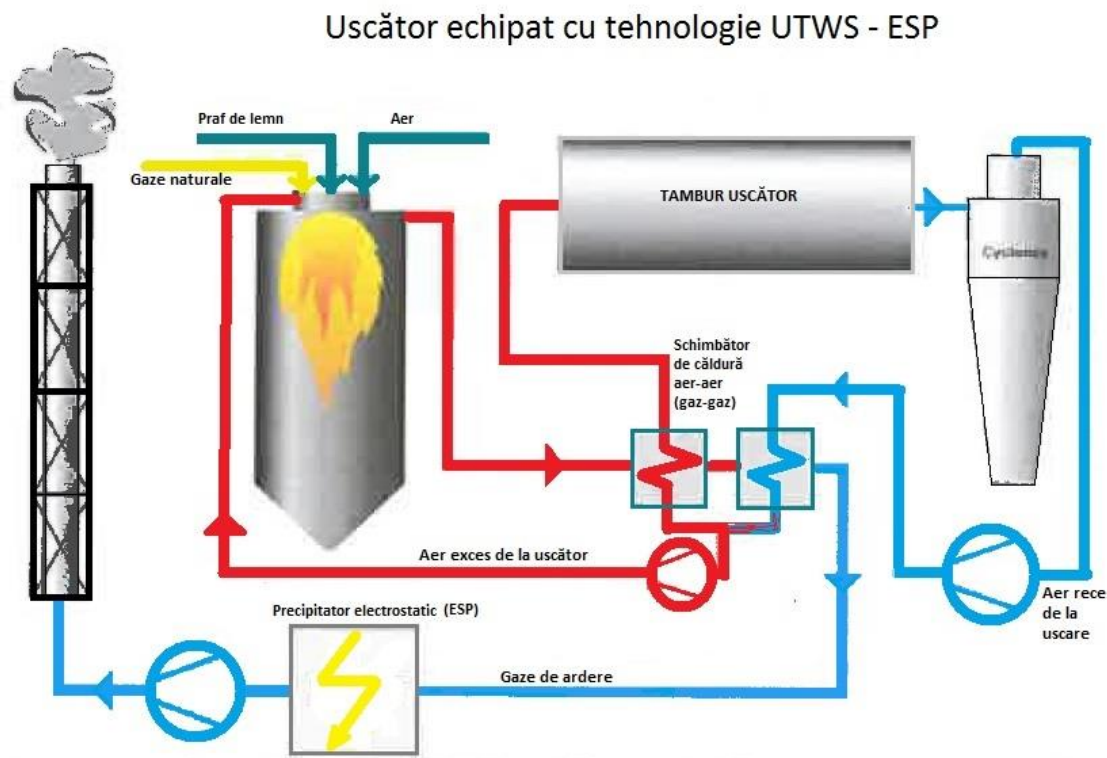 Uscător echipat cu tehnologie UTWS - ESP
Praf de lemn
Aer
Gaze naturale
TAMBUR USCĂTOR
Cyclones
Schimbător
de căldură
aer-aer
(gaz-gaz)
Aer exces de la uscător
Aer rece
de la
uscare
Precipitator electrostatic (ESP)
Gaze de ardere